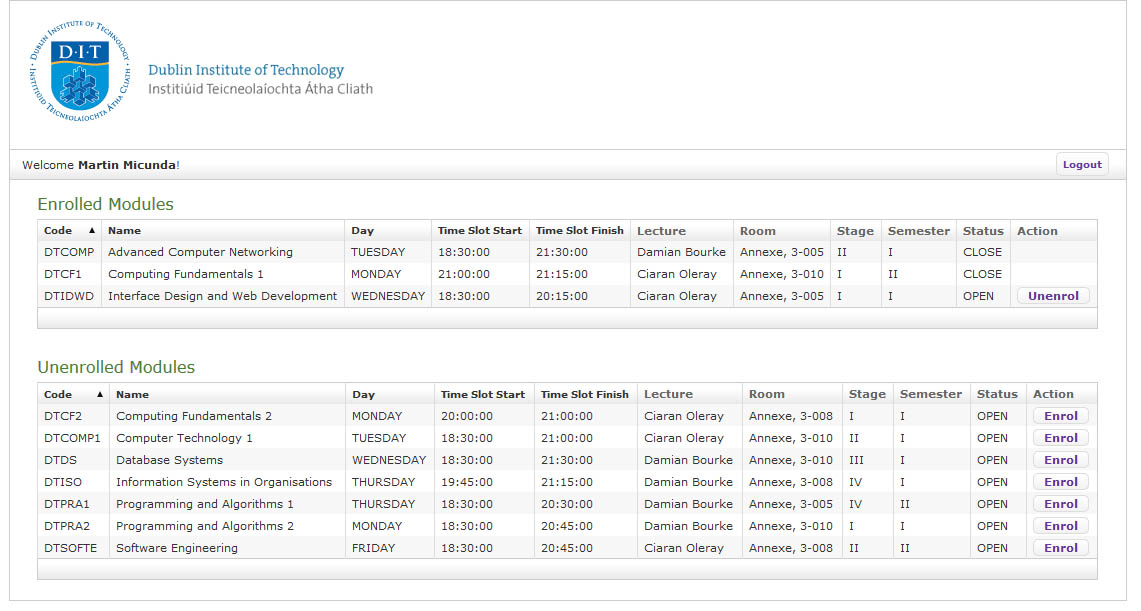 DUBLIN INSTITUTE OF TECHNOLOGY · INSTITIÚID TEICNEOLAÍOCHTA ÁTHA CLIATH ·
D·I·T
Dublin Institute of Technology
Institiúid Teicneolaíochta Átha Cliath
Welcome Martin Micunda! Logout
Enrolled Modules
Code ▲ Name Day Time Slot Start Time Slot Finish Lecture Room Stage Semester Status Action
DTCOMP Advanced Computer Networking TUESDAY 18:30:00 21:30:00 Damian Bourke Annexe, 3-005 II I CLOSE
DTCF1 Computing Fundamentals 1 MONDAY 21:00:00 21:15:00 Ciaran Oleray Annexe, 3-010 I II CLOSE
DTIDWD Interface Design and Web Development WEDNESDAY 18:30:00 20:15:00 Ciaran Oleray Annexe, 3-005 I I OPEN Unenrol
Unenrolled Modules
Code ▲ Name Day Time Slot Start Time Slot Finish Lecture Room Stage Semester Status Action
DTCF2 Computing Fundamentals 2 MONDAY 20:00:00 21:00:00 Ciaran Oleray Annexe, 3-008 I I OPEN Enrol
DTCOMP1 Computer Technology 1 TUESDAY 18:30:00 21:00:00 Ciaran Oleray Annexe, 3-010 II I OPEN Enrol
DTDS Database Systems WEDNESDAY 18:30:00 21:30:00 Damian Bourke Annexe, 3-010 III I OPEN Enrol
DTISO Information Systems in Organisations THURSDAY 19:45:00 21:15:00 Damian Bourke Annexe, 3-008 IV I OPEN Enrol
DTPRA1 Programming and Algorithms 1 THURSDAY 18:30:00 20:30:00 Damian Bourke Annexe, 3-005 IV II OPEN Enrol
DTPRA2 Programming and Algorithms 2 MONDAY 18:30:00 20:45:00 Damian Bourke Annexe, 3-010 I I OPEN Enrol
DTSOFTE Software Engineering FRIDAY 18:30:00 20:45:00 Ciaran Oleray Annexe, 3-008 II II OPEN Enrol